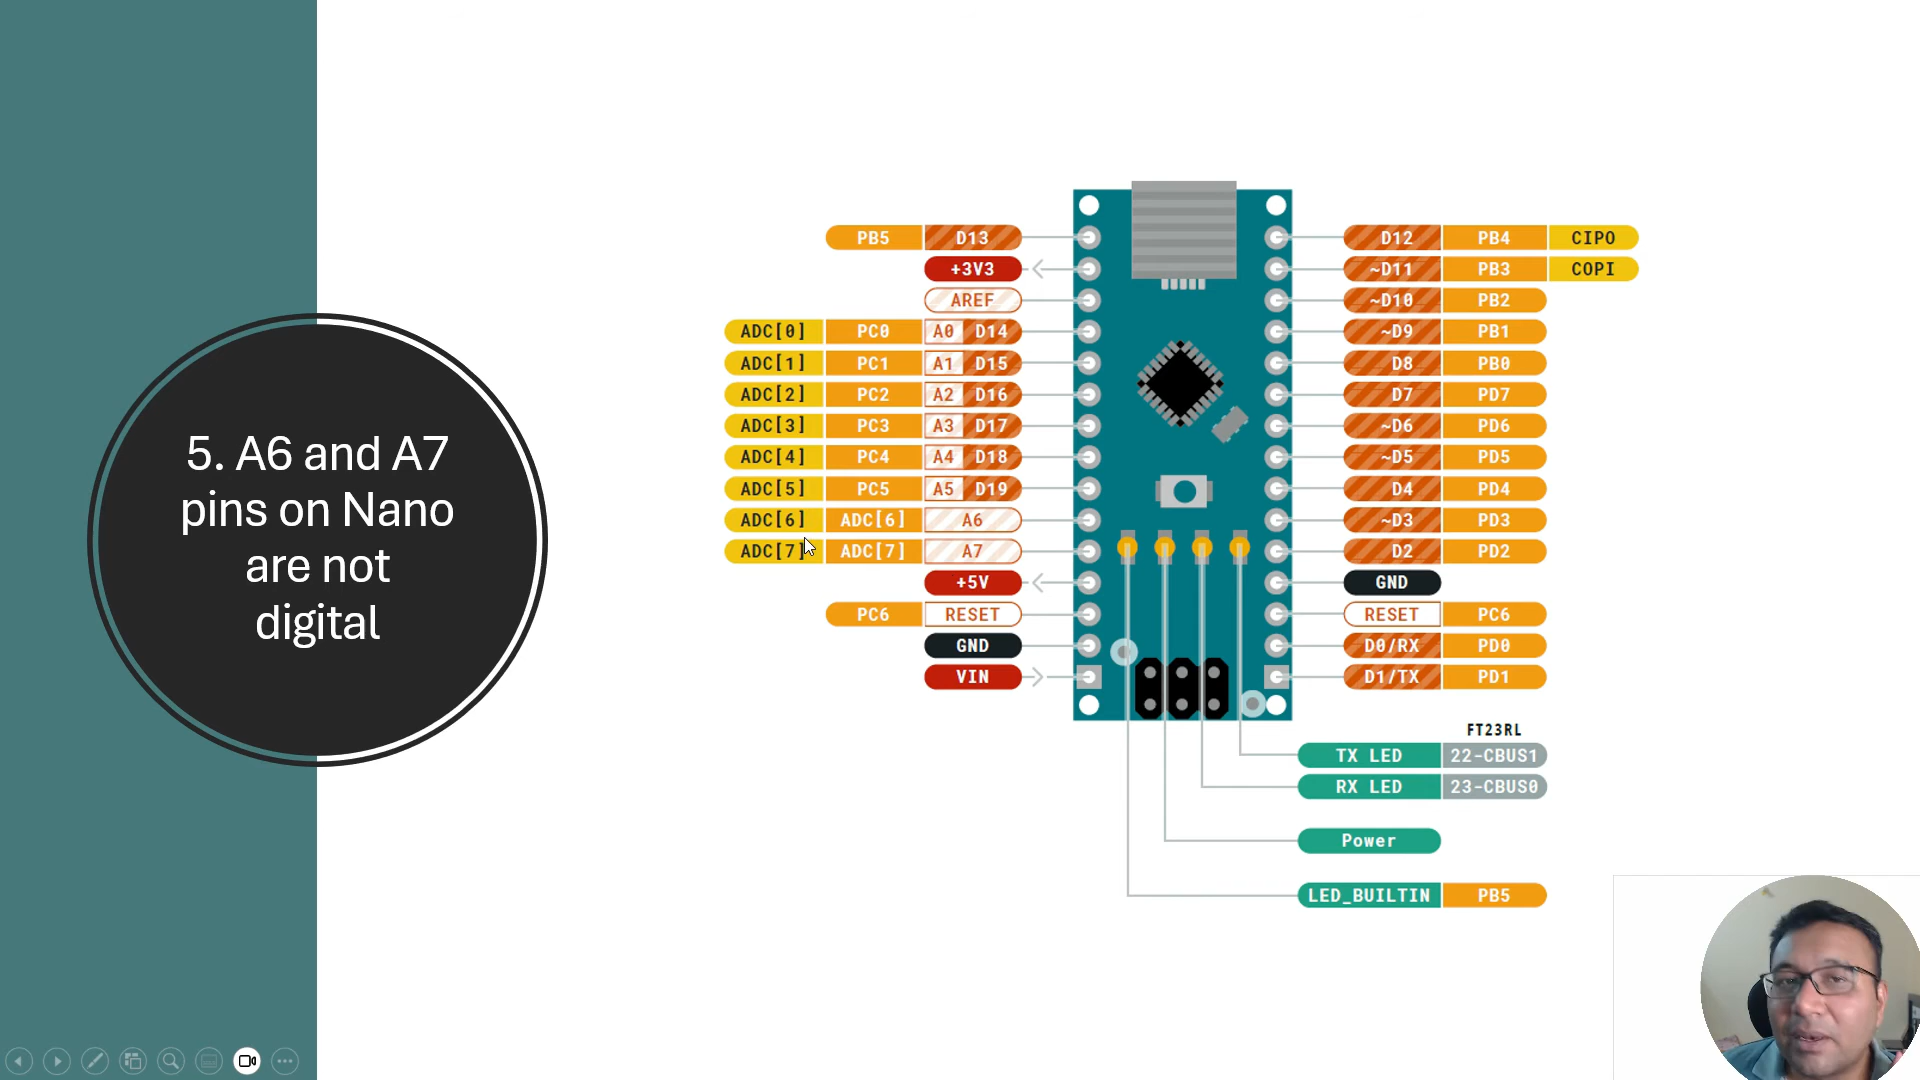 5. A6 and A7
pins on Nano
are not
digital
PB5 D13
+3V3
AREF
ADC[0] PC0 A0 D14
ADC[1] PC1 A1 D15
ADC[2] PC2 A2 D16
ADC[3] PC3 A3 D17
ADC[4] PC4 A4 D18
ADC[5] PC5 A5 D19
ADC[6] ADC[6] A6
ADC[7] ADC[7] A7
+5V
PC6 RESET
GND
VIN
D12 PB4 CIPO
~D11 PB3 COPI
~D10 PB2
~D9 PB1
D8 PB0
D7 PD7
~D6 PD6
~D5 PD5
D4 PD4
~D3 PD3
D2 PD2
GND
RESET PC6
D0/RX PD0
D1/TX PD1
FT23RL
TX LED 22-CBUS1
RX LED 23-CBUS0
Power
LED_BUILTIN PB5